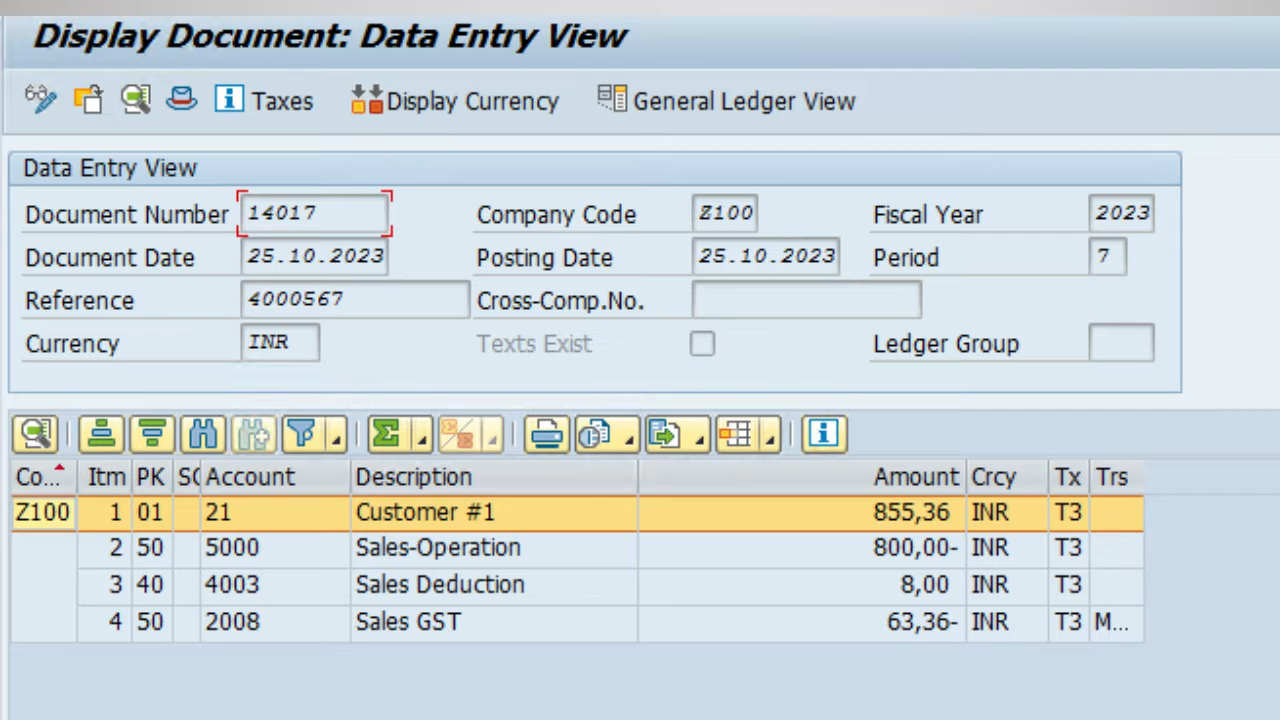 Display Document: Data Entry View
Taxes Display Currency General Ledger View
Data Entry View
Document Number 14017 Company Code Z100 Fiscal Year 2023
Document Date 25.10.2023 Posting Date 25.10.2023 Period 7
Reference 4000567 Cross-Comp.No.
Currency INR Texts Exist Ledger Group
Co... Itm PK SG Account Description Amount Crcy Tx Trs
Z100 1 01 21 Customer #1 855,36 INR T3
2 50 5000 Sales-Operation 800,00- INR T3
3 40 4003 Sales Deduction 8,00 INR T3
4 50 2008 Sales GST 63,36- INR T3 M...